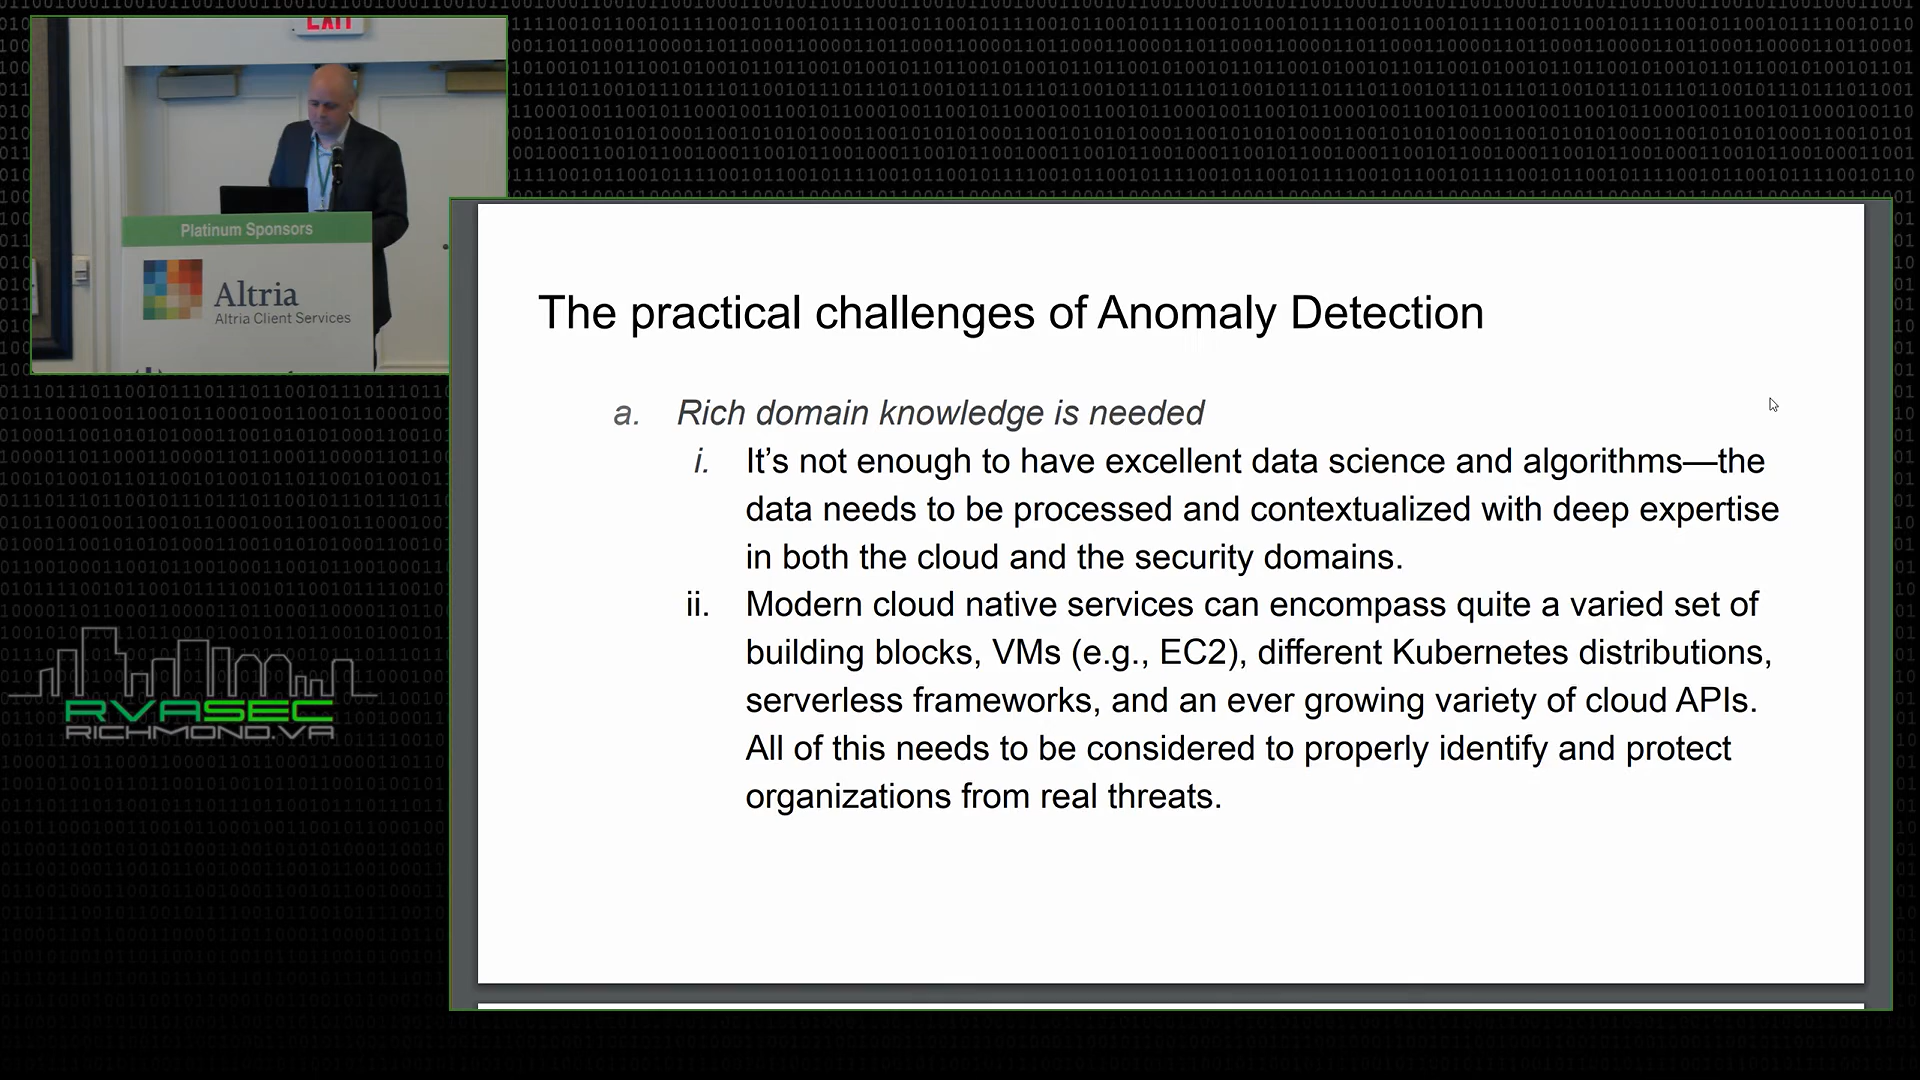 EXIT
Platinum Sponsors
Altria
Altria Client Services
The practical challenges of Anomaly Detection
a. Rich domain knowledge is needed
i. It’s not enough to have excellent data science and algorithms—the
data needs to be processed and contextualized with deep expertise
in both the cloud and the security domains.
ii. Modern cloud native services can encompass quite a varied set of
building blocks, VMs (e.g., EC2), different Kubernetes distributions,
serverless frameworks, and an ever growing variety of cloud APIs.
All of this needs to be considered to properly identify and protect
organizations from real threats.
RVASEC
RICHMOND.VA